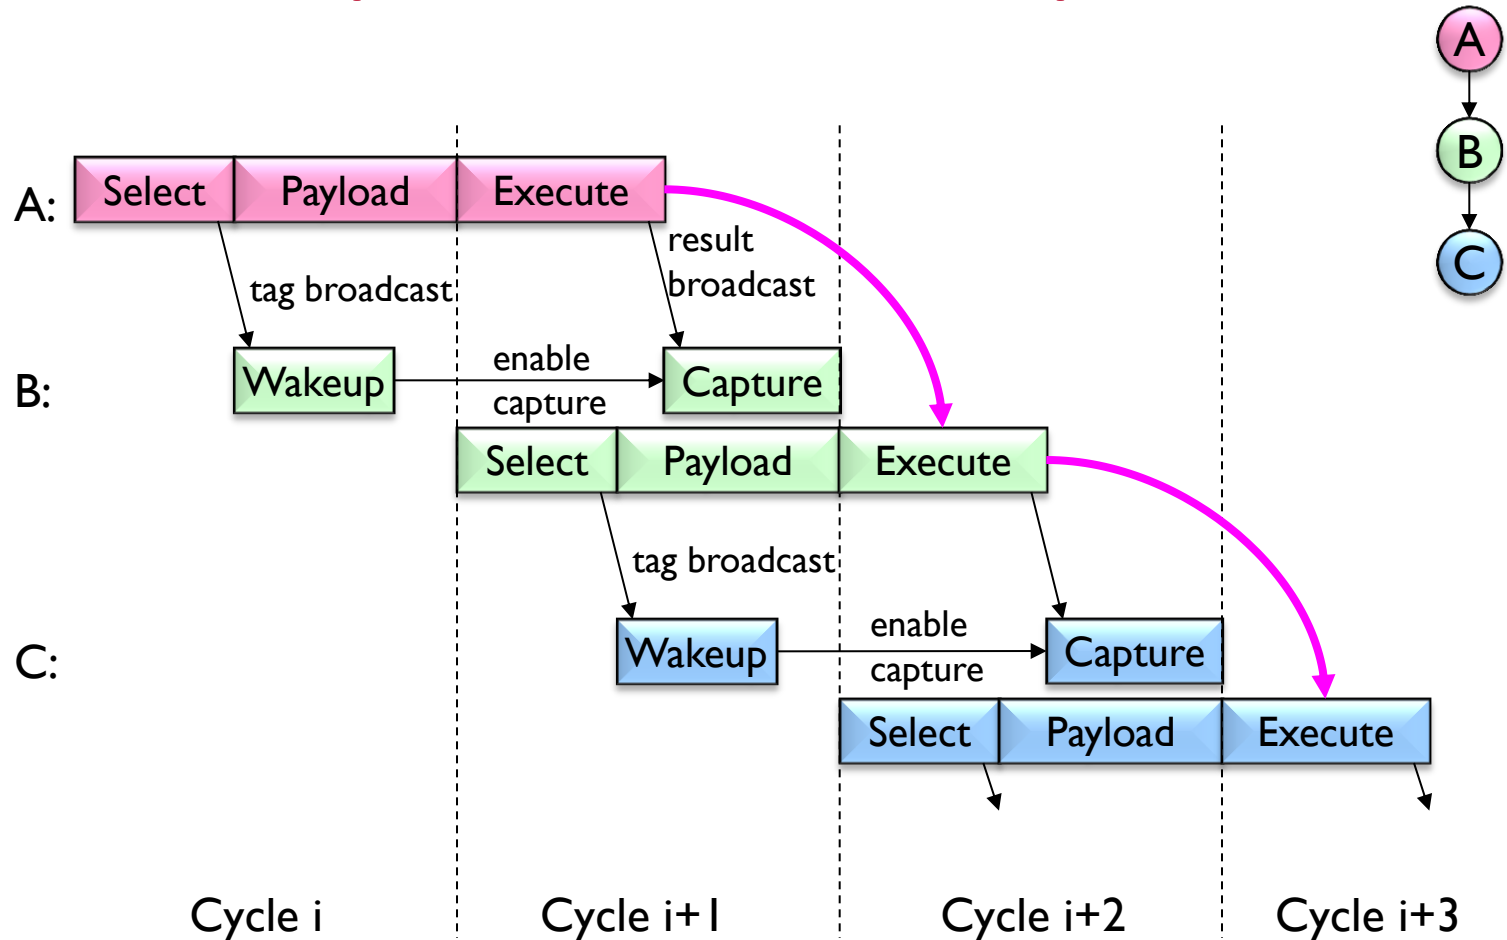 A
B
C
A:
Select
Payload
Execute
result
broadcast
tag broadcast
B:
Wakeup
enable
capture
Capture
Select
Payload
Execute
tag broadcast
C:
Wakeup
enable
capture
Capture
Select
Payload
Execute
Cycle i
Cycle i+1
Cycle i+2
Cycle i+3